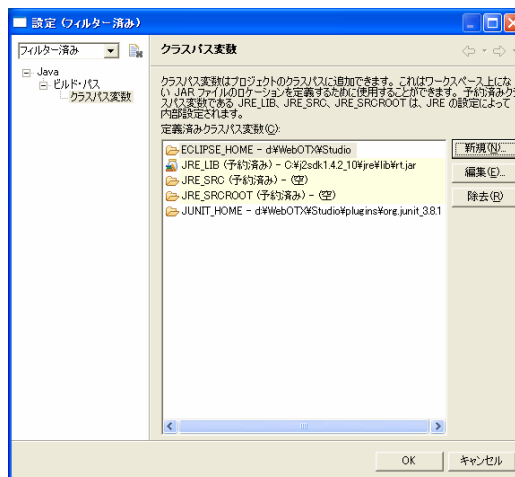 設定 (フィルター済み)
フィルター済み
クラスパス変数
Java
ビルド・パス
クラスパス変数
クラスパス変数はプロジェクトのクラスパスに追加できます。これはワークスペース上にな
い JAR ファイルのロケーションを定義するために使用することができます。予約済みクラ
スパス変数である JRE_LIB、JRE_SRC、JRE_SRCROOT は、JRE の設定によって
内部設定されます。
定義済みクラスパス変数(C):
ECLIPSE_HOME - d¥WebOTX¥Studio
JRE_LIB (予約済み) - C:¥j2sdk1.4.2_10¥jre¥lib¥rt.jar
JRE_SRC (予約済み) - (空)
JRE_SRCROOT (予約済み) - (空)
JUNIT_HOME - d¥WebOTX¥Studio¥plugins¥org.junit_3.8.1
新規(N)...
編集(E)...
除去(R)
OK
キャンセル